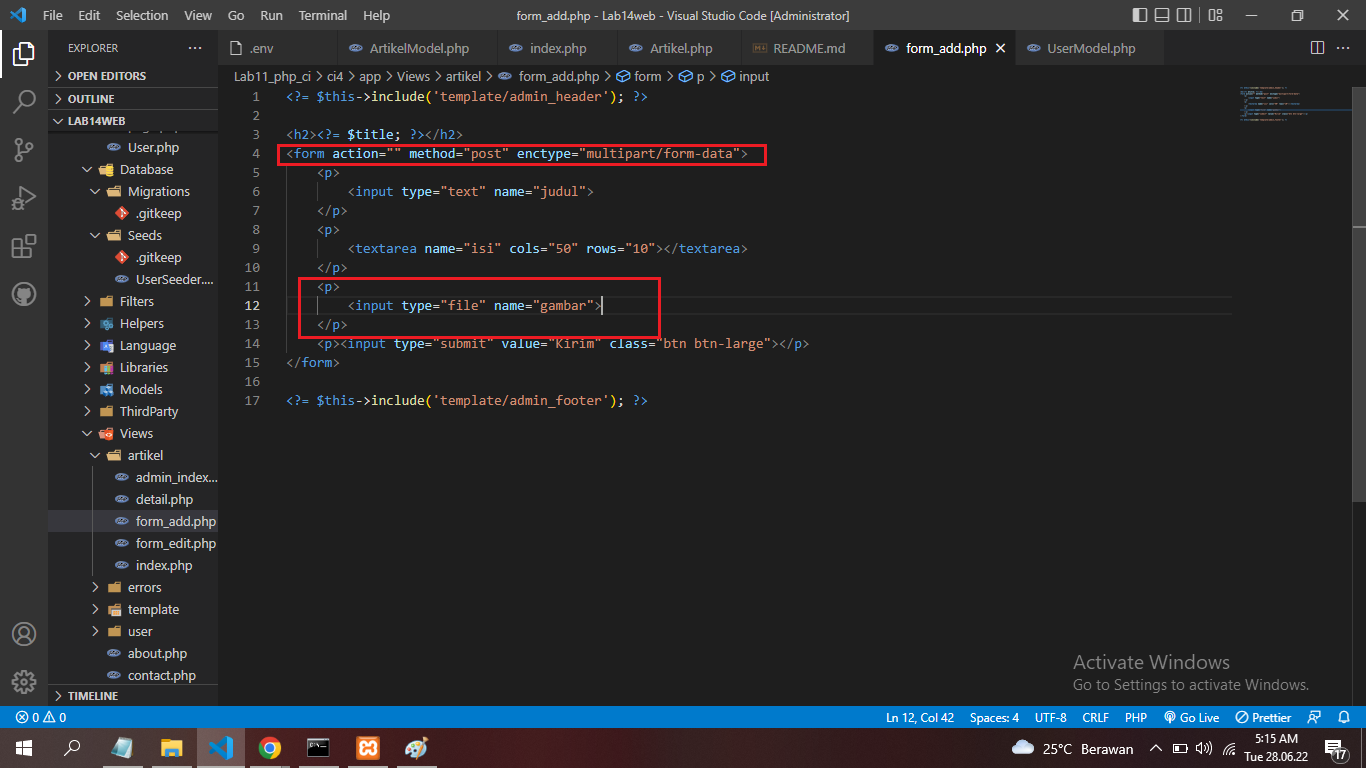 File Edit Selection View Go Run Terminal Help form_add.php - Lab14web - Visual Studio Code [Administrator]
EXPLORER
OPEN EDITORS
OUTLINE
LAB14WEB
User.php
Database
Migrations
.gitkeep
Seeds
.gitkeep
UserSeeder....
Filters
Helpers
Language
Libraries
Models
ThirdParty
Views
artikel
admin_index...
detail.php
form_add.php
form_edit.php
index.php
errors
template
user
about.php
contact.php
TIMELINE
.env ArtikelModel.php index.php Artikel.php README.md form_add.php UserModel.php
Lab11_php_ci > ci4 > app > Views > artikel > form_add.php > form > p > input
1 <?= $this->include('template/admin_header'); ?>
2
3 <h2><?= $title; ?></h2>
4 <form action="" method="post" enctype="multipart/form-data">
5 <p>
6 <input type="text" name="judul">
7 </p>
8 <p>
9 <textarea name="isi" cols="50" rows="10"></textarea>
10 </p>
11 <p>
12 <input type="file" name="gambar">
13 </p>
14 <p><input type="submit" value="Kirim" class="btn btn-large"></p>
15 </form>
16
17 <?= $this->include('template/admin_footer'); ?>
Activate Windows
Go to Settings to activate Windows.
0 0 Ln 12, Col 42 Spaces: 4 UTF-8 CRLF PHP Go Live Prettier
25°C Berawan
5:15 AM
Tue 28.06.22
17